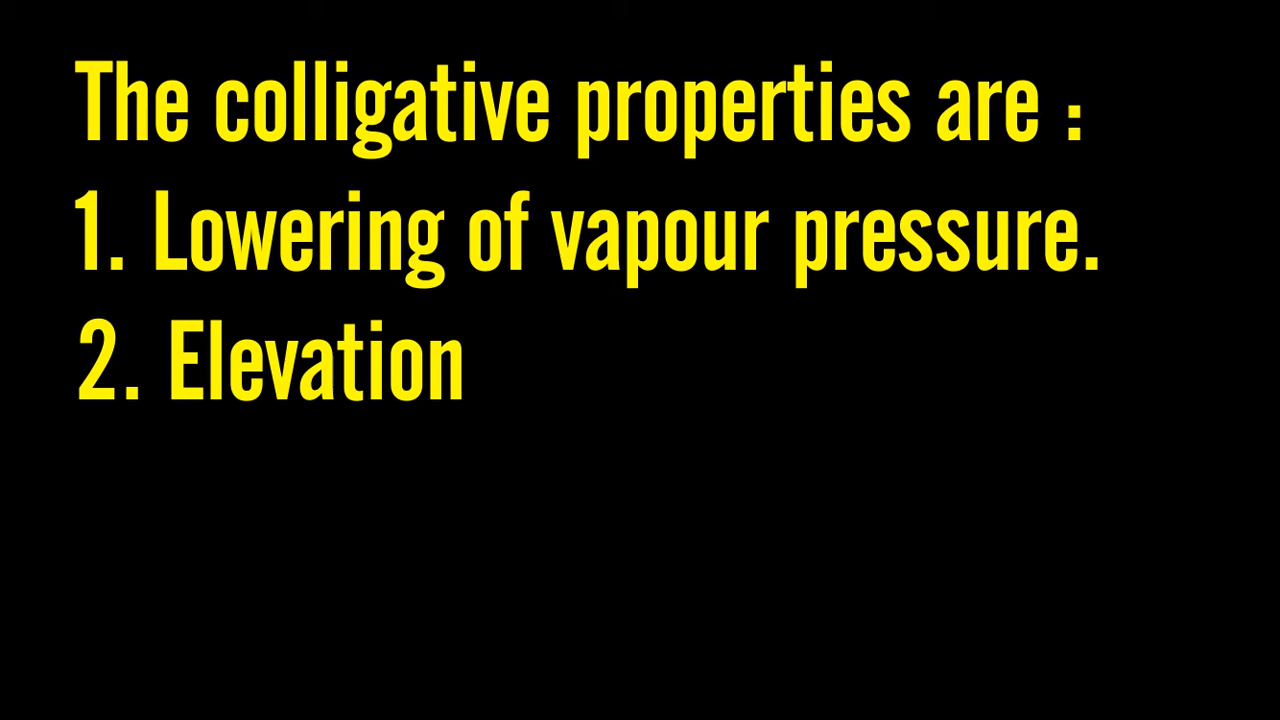 The colligative properties are :
1. Lowering of vapour pressure.
2. Elevation